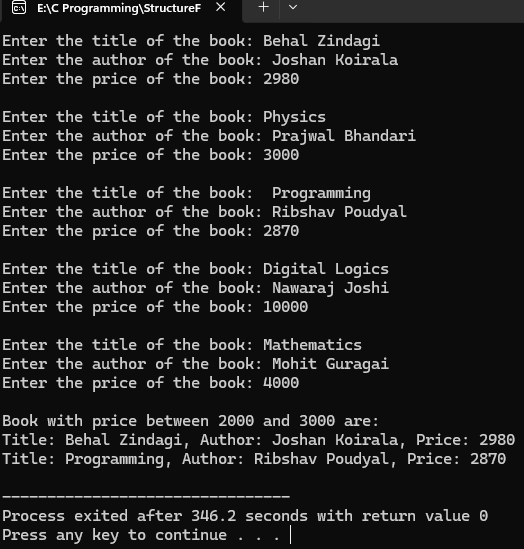 E:\C Programming\StructureF
Enter the title of the book: Behal Zindagi
Enter the author of the book: Joshan Koirala
Enter the price of the book: 2980
Enter the title of the book: Physics
Enter the author of the book: Prajwal Bhandari
Enter the price of the book: 3000
Enter the title of the book:  Programming
Enter the author of the book: Ribshav Poudyal
Enter the price of the book: 2870
Enter the title of the book: Digital Logics
Enter the author of the book: Nawaraj Joshi
Enter the price of the book: 10000
Enter the title of the book: Mathematics
Enter the author of the book: Mohit Guragai
Enter the price of the book: 4000
Book with price between 2000 and 3000 are:
Title: Behal Zindagi, Author: Joshan Koirala, Price: 2980
Title: Programming, Author: Ribshav Poudyal, Price: 2870
--------------------------------
Process exited after 346.2 seconds with return value 0
Press any key to continue . . .